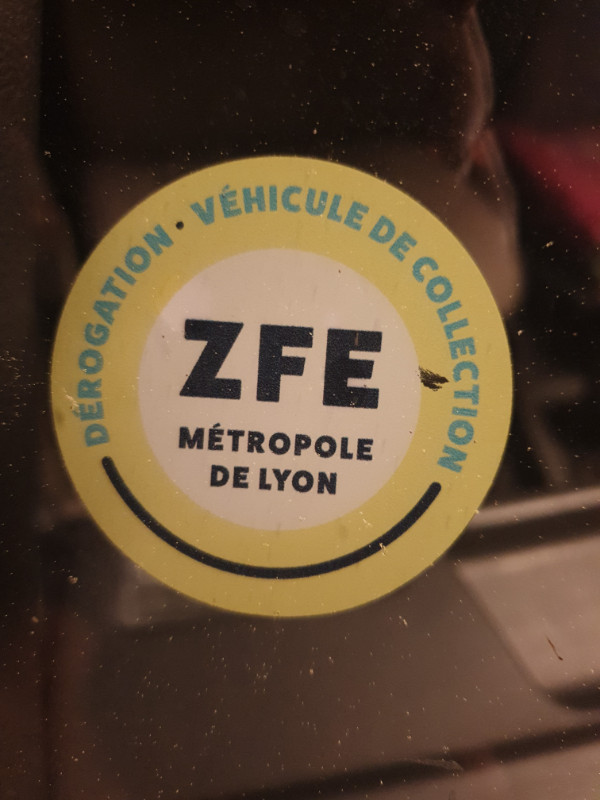 DÉROGATION • VÉHICULE DE COLLECTION
ZFE
MÉTROPOLE
DE LYON